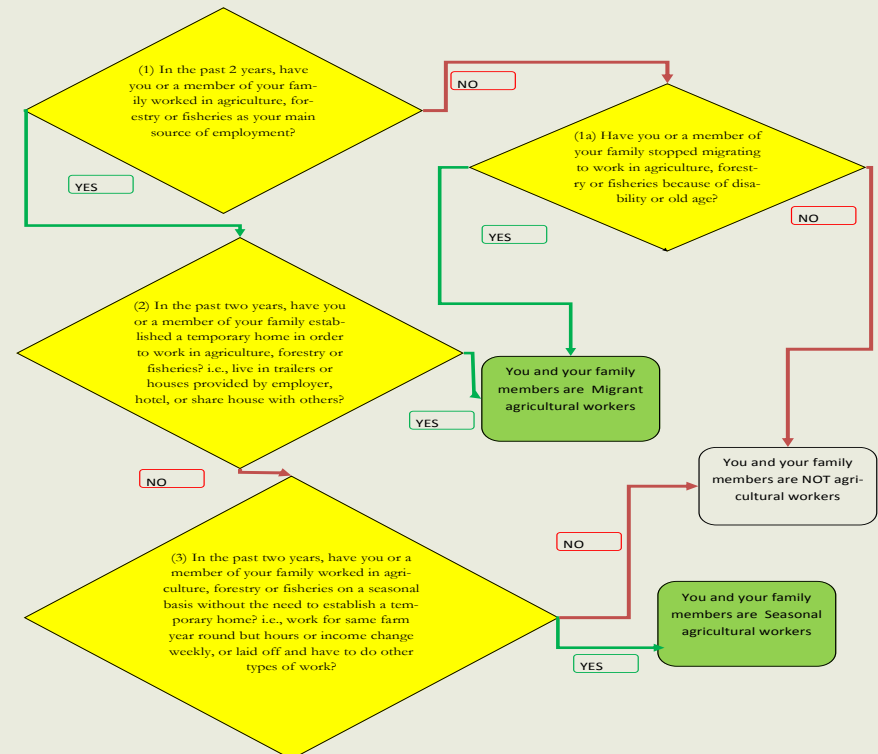 (1) In the past 2 years, have
you or a member of your fam-
ily worked in agriculture, for-
estry or fisheries as your main
source of employment?
NO
YES
(1a) Have you or a member of
your family stopped migrating
to work in agriculture, forest-
ry or fisheries because of disa-
bility or old age?
YES
NO
(2) In the past two years, have you
or a member of your family estab-
lished a temporary home in order
to work in agriculture, forestry or
fisheries? i.e., live in trailers or
houses provided by employer,
hotel, or share house with others?
YES
NO
You and your family
members are Migrant
agricultural workers
You and your family
members are NOT agri-
cultural workers
(3) In the past two years, have you or a
member of your family worked in agri-
culture, forestry or fisheries on a seasonal
basis without the need to establish a tem-
porary home? i.e., work for same farm
year round but hours or income change
weekly, or laid off and have to do other
types of work?
NO
YES
You and your family
members are Seasonal
agricultural workers